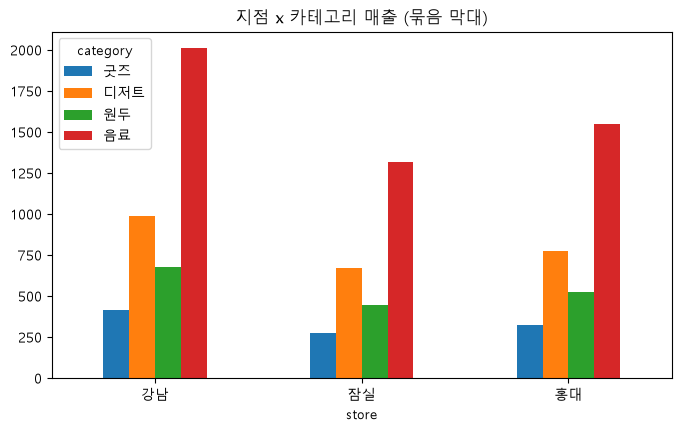 지점 x 카테고리 매출 (묶음 막대)
category
굿즈
디저트
원두
음료
2000
1750
1500
1250
1000
750
500
250
0
강남 잠실 홍대
store